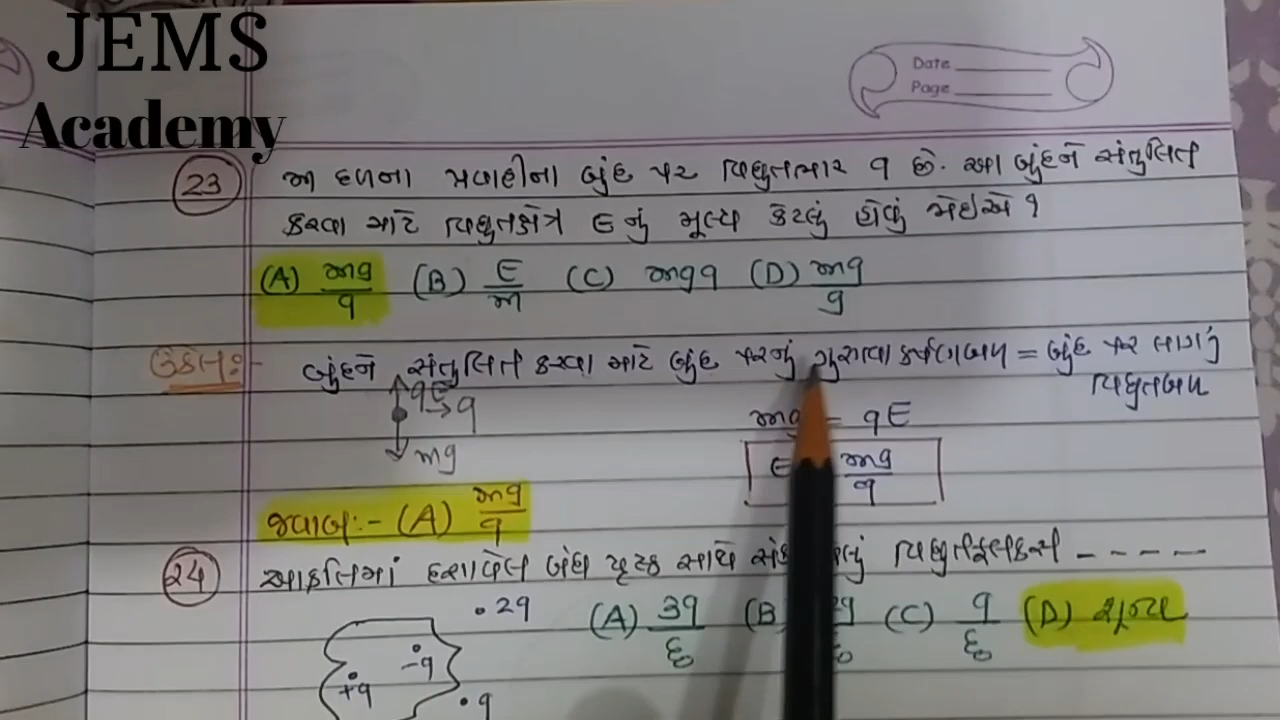 JEMS
Academy
Date
Page
23 m દળના પ્રવાહીના બુંદ પર વિદ્યુતભાર q છે. આ બુંદને સંતુલિત
કરવા માટે વિદ્યુતક્ષેત્ર E નું મૂલ્ય કેટલું હોવું જોઇએ ?
(A) mg/q (B) E/m (C) mgq (D) mq/g
ઉકેલ:- બુંદને સંતુલિત કરવા માટે બુંદ પરનું ગુરુત્વાકર્ષણબળ = બુંદ પર લાગતું
વિદ્યુતબળ
qE
q
mg
mg = qE
E mg/q
જવાબ:- (A) mg/q
24 આકૃતિમાં દર્શાવેલ બંધ પૃષ્ઠ સાથે વિદ્યુતફ્લક્સ ----
• 2q
(A) 3q/ε₀ (B) (C) q/ε₀ (D) શૂન્ય
-q
+q
• q